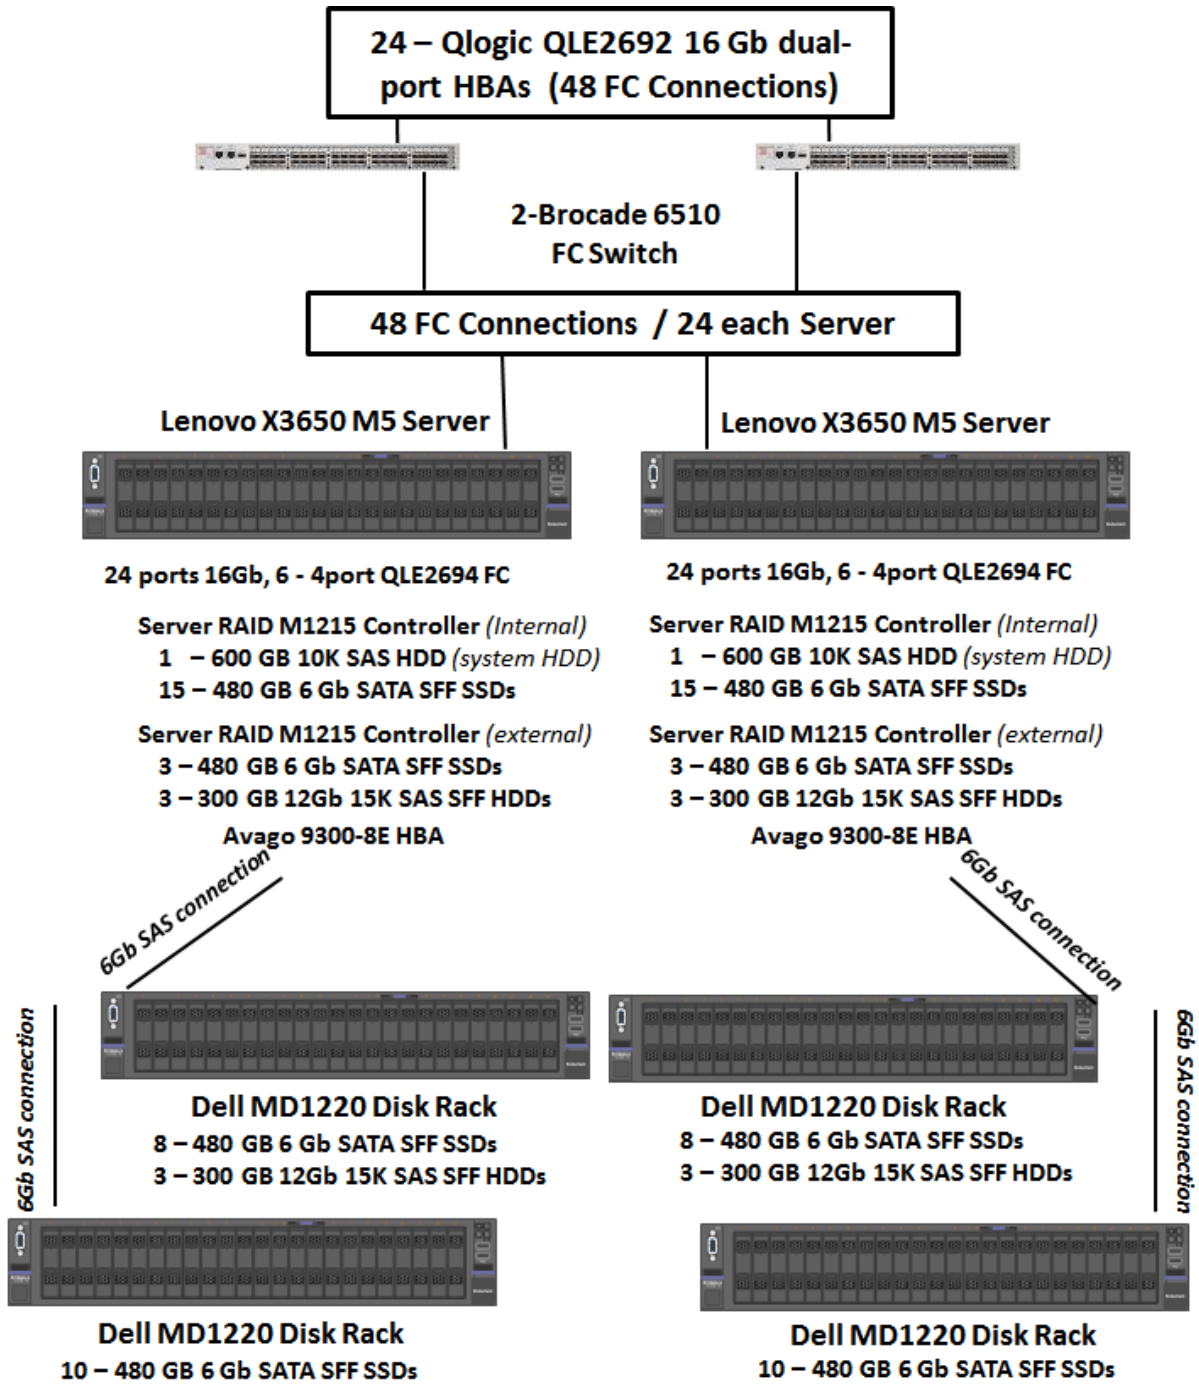 24 – Qlogic QLE2692 16 Gb dual-
port HBAs (48 FC Connections)
2-Brocade 6510
FC Switch
48 FC Connections / 24 each Server
Lenovo X3650 M5 Server
Lenovo X3650 M5 Server
24 ports 16Gb, 6 - 4port QLE2694 FC
24 ports 16Gb, 6 - 4port QLE2694 FC
Server RAID M1215 Controller (Internal)
1 – 600 GB 10K SAS HDD (system HDD)
15 – 480 GB 6 Gb SATA SFF SSDs
Server RAID M1215 Controller (Internal)
1 – 600 GB 10K SAS HDD (system HDD)
15 – 480 GB 6 Gb SATA SFF SSDs
Server RAID M1215 Controller (external)
3 – 480 GB 6 Gb SATA SFF SSDs
3 – 300 GB 12Gb 15K SAS SFF HDDs
Avago 9300-8E HBA
Server RAID M1215 Controller (external)
3 – 480 GB 6 Gb SATA SFF SSDs
3 – 300 GB 12Gb 15K SAS SFF HDDs
Avago 9300-8E HBA
6Gb SAS connection
6Gb SAS connection
6Gb SAS connection
6Gb SAS connection
Dell MD1220 Disk Rack
8 – 480 GB 6 Gb SATA SFF SSDs
3 – 300 GB 12Gb 15K SAS SFF HDDs
Dell MD1220 Disk Rack
8 – 480 GB 6 Gb SATA SFF SSDs
3 – 300 GB 12Gb 15K SAS SFF HDDs
Dell MD1220 Disk Rack
10 – 480 GB 6 Gb SATA SFF SSDs
Dell MD1220 Disk Rack
10 – 480 GB 6 Gb SATA SFF SSDs